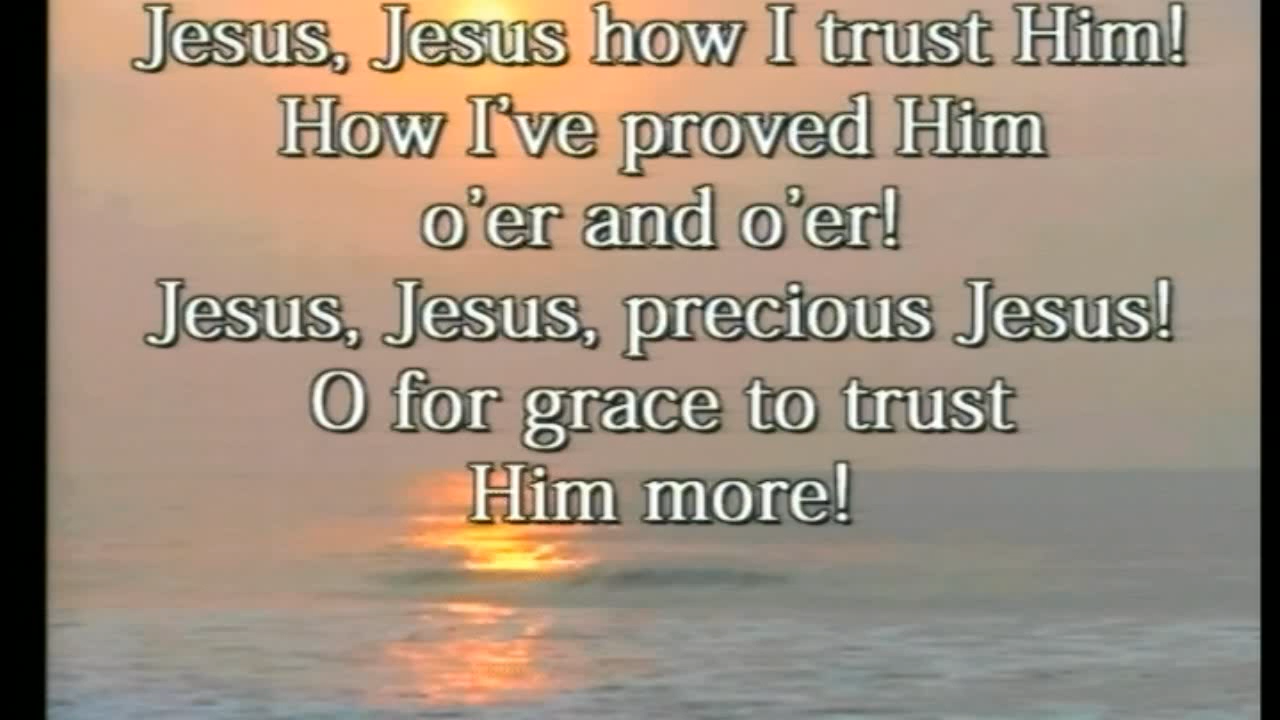 Jesus, Jesus how I trust Him!
How I've proved Him
o'er and o'er!
Jesus, Jesus, precious Jesus!
O for grace to trust
Him more!